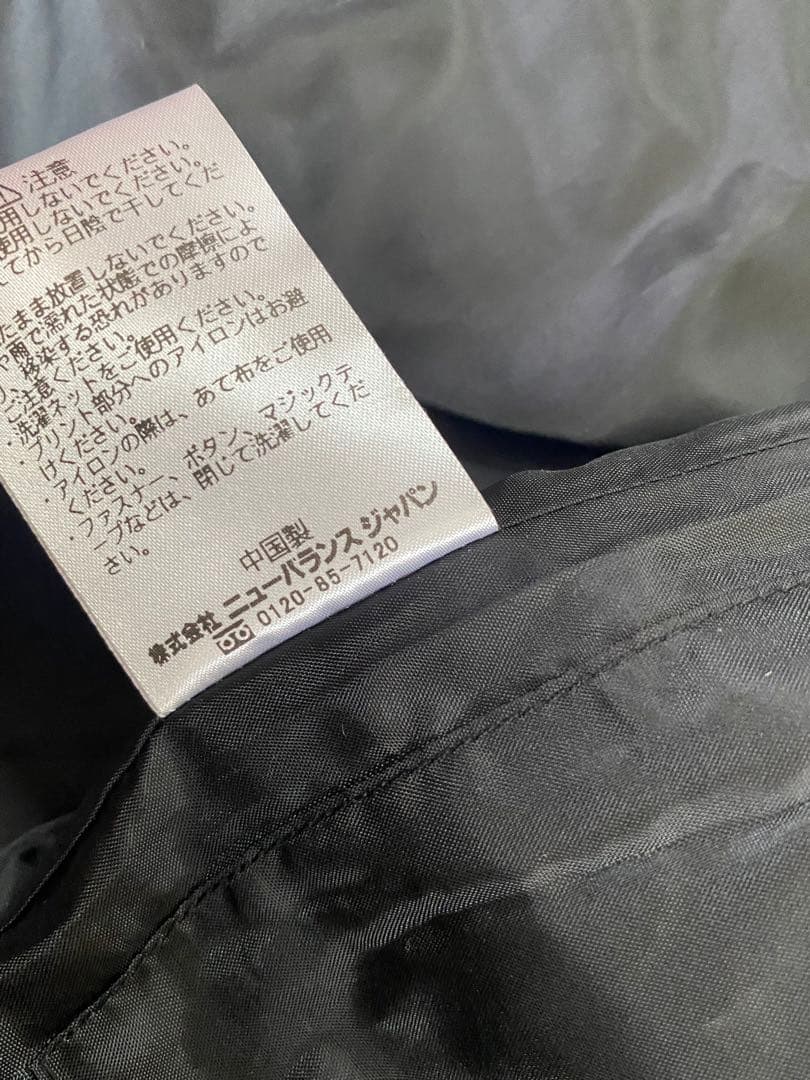 ⚠ 注意
用しないでください。
使用しないでください。
てから日陰で干してくだ
たまま放置しないでください。
や雨で濡れた状態での摩擦によ
り、移染する恐れがありますので
ご注意ください。
・洗濯ネットをご使用ください。
・プリント部分へのアイロンはお避
けください。
・アイロンの際は、あて布をご使用
ください。
・ファスナー、ボタン、マジックテ
ープなどは、閉じて洗濯してくだ
さい。
中国製
株式会社 ニューバランス ジャパン
0120-85-7120